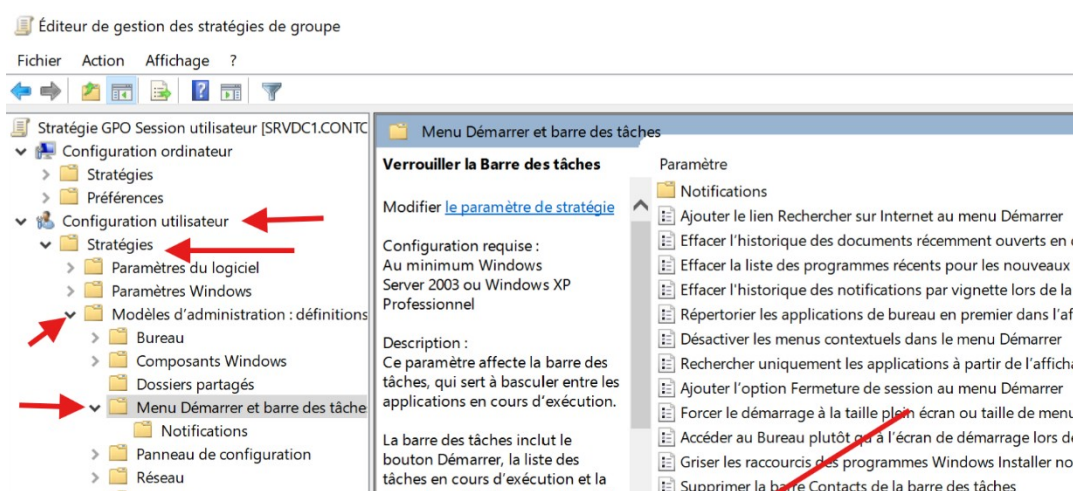 Éditeur de gestion des stratégies de groupe
Fichier Action Affichage ?
Stratégie GPO Session utilisateur [SRVDC1.CONTC
Configuration ordinateur
Stratégies
Préférences
Configuration utilisateur
Stratégies
Paramètres du logiciel
Paramètres Windows
Modèles d'administration : définitions
Bureau
Composants Windows
Dossiers partagés
Menu Démarrer et barre des tâche
Notifications
Panneau de configuration
Réseau
Menu Démarrer et barre des tâches
Verrouiller la Barre des tâches
Modifier le paramètre de stratégie
Configuration requise :
Au minimum Windows
Server 2003 ou Windows XP
Professionnel
Description :
Ce paramètre affecte la barre des
tâches, qui sert à basculer entre les
applications en cours d'exécution.
La barre des tâches inclut le
bouton Démarrer, la liste des
tâches en cours d'exécution et la
Paramètre
Notifications
Ajouter le lien Rechercher sur Internet au menu Démarrer
Effacer l'historique des documents récemment ouverts en
Effacer la liste des programmes récents pour les nouveaux
Effacer l'historique des notifications par vignette lors de la
Répertorier les applications de bureau en premier dans l'af
Désactiver les menus contextuels dans le menu Démarrer
Rechercher uniquement les applications à partir de l'afficha
Ajouter l'option Fermeture de session au menu Démarrer
Forcer le démarrage à la taille plein écran ou taille de menu
Accéder au Bureau plutôt qu'à l'écran de démarrage lors de
Griser les raccourcis des programmes Windows Installer no
Supprimer la barre Contacts de la barre des tâches